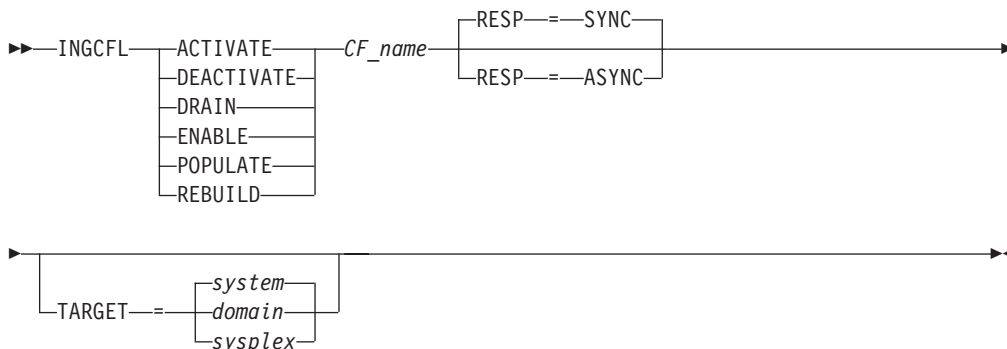 RESP = SYNC
INGCFL ACTIVATE CF_name
DEACTIVATE RESP = ASYNC
DRAIN
ENABLE
POPULATE
REBUILD
system
TARGET = domain
sysplex